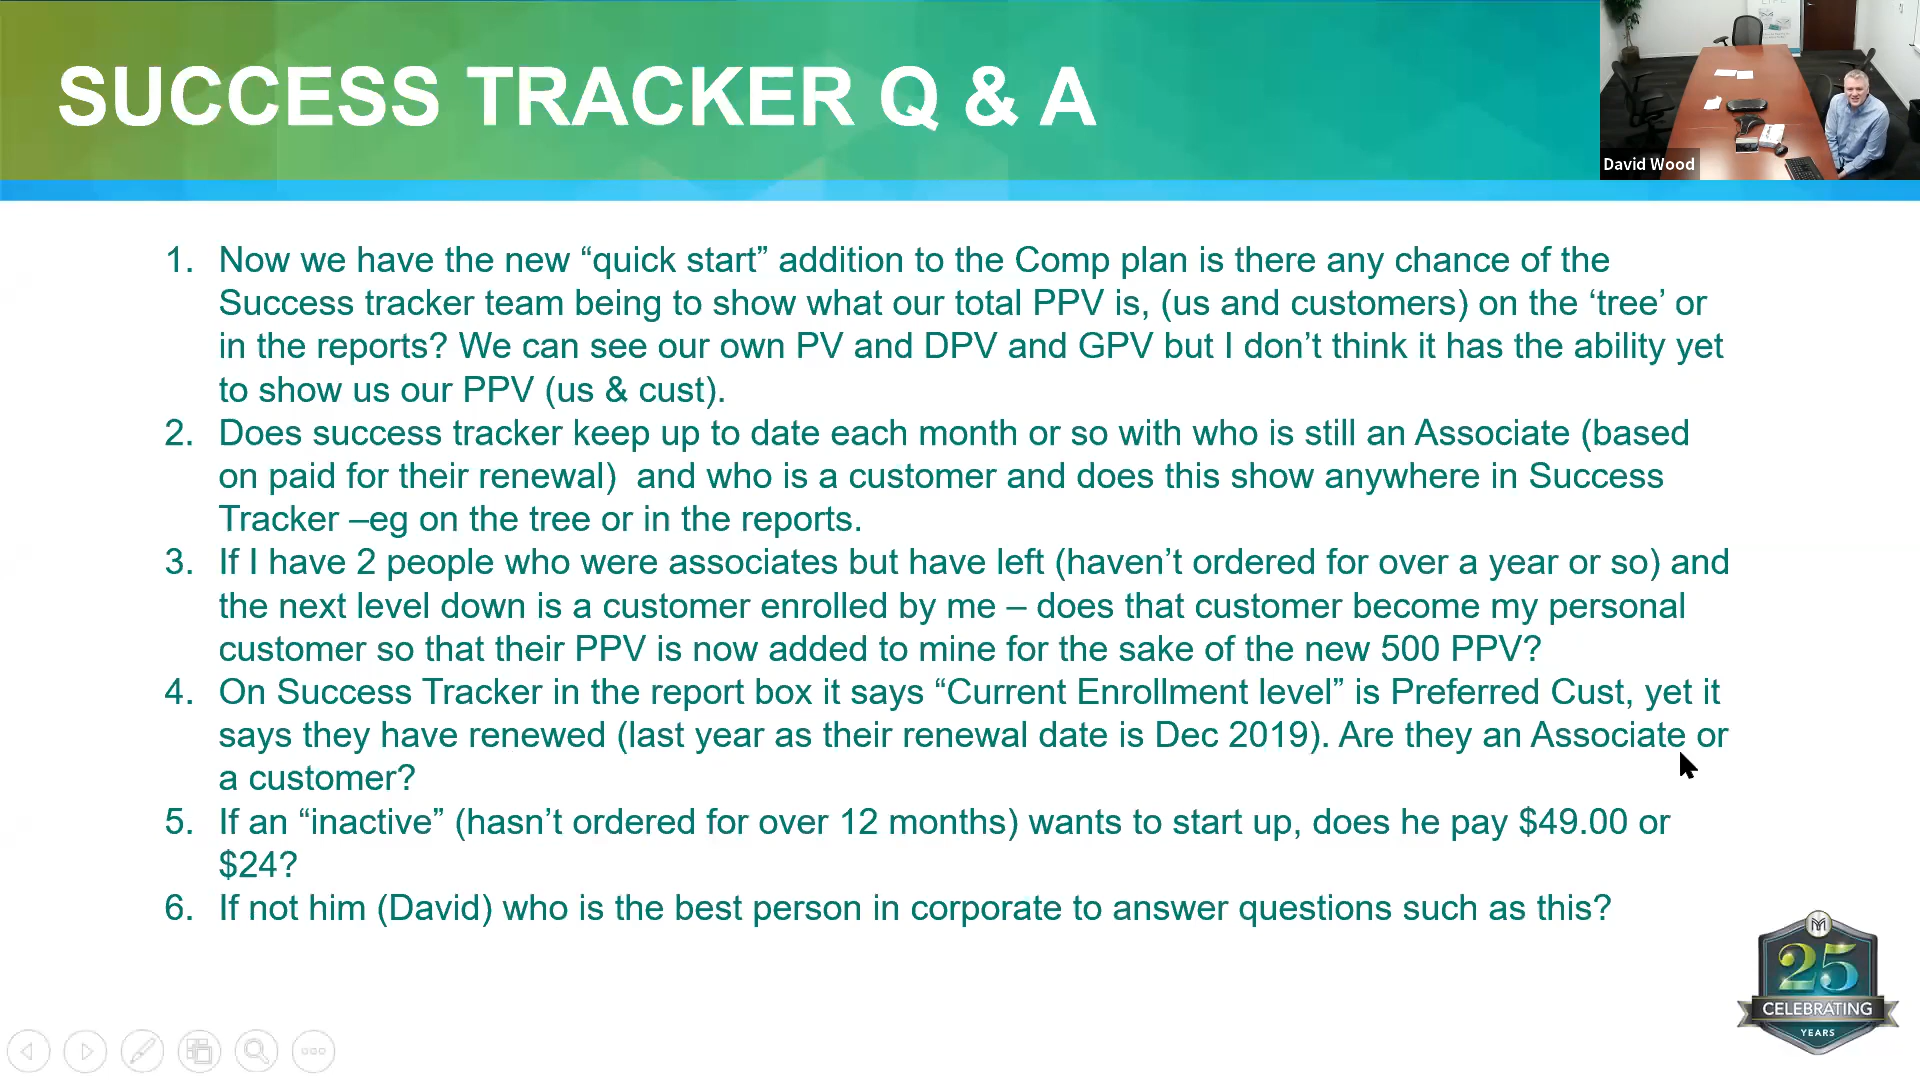 SUCCESS TRACKER Q & A
David Wood
1. Now we have the new “quick start” addition to the Comp plan is there any chance of the
Success tracker team being to show what our total PPV is, (us and customers) on the ‘tree’ or
in the reports? We can see our own PV and DPV and GPV but I don’t think it has the ability yet
to show us our PPV (us & cust).
2. Does success tracker keep up to date each month or so with who is still an Associate (based
on paid for their renewal)  and who is a customer and does this show anywhere in Success
Tracker –eg on the tree or in the reports.
3. If I have 2 people who were associates but have left (haven’t ordered for over a year or so) and
the next level down is a customer enrolled by me – does that customer become my personal
customer so that their PPV is now added to mine for the sake of the new 500 PPV?
4. On Success Tracker in the report box it says “Current Enrollment level” is Preferred Cust, yet it
says they have renewed (last year as their renewal date is Dec 2019). Are they an Associate or
a customer?
5. If an “inactive” (hasn’t ordered for over 12 months) wants to start up, does he pay $49.00 or
$24?
6. If not him (David) who is the best person in corporate to answer questions such as this?
25
CELEBRATING
YEARS